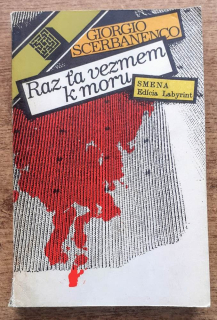 GIORGIO
SCERBANENCO
Raz ťa vezmem
k moru
SMENA
Edícia Labyrint